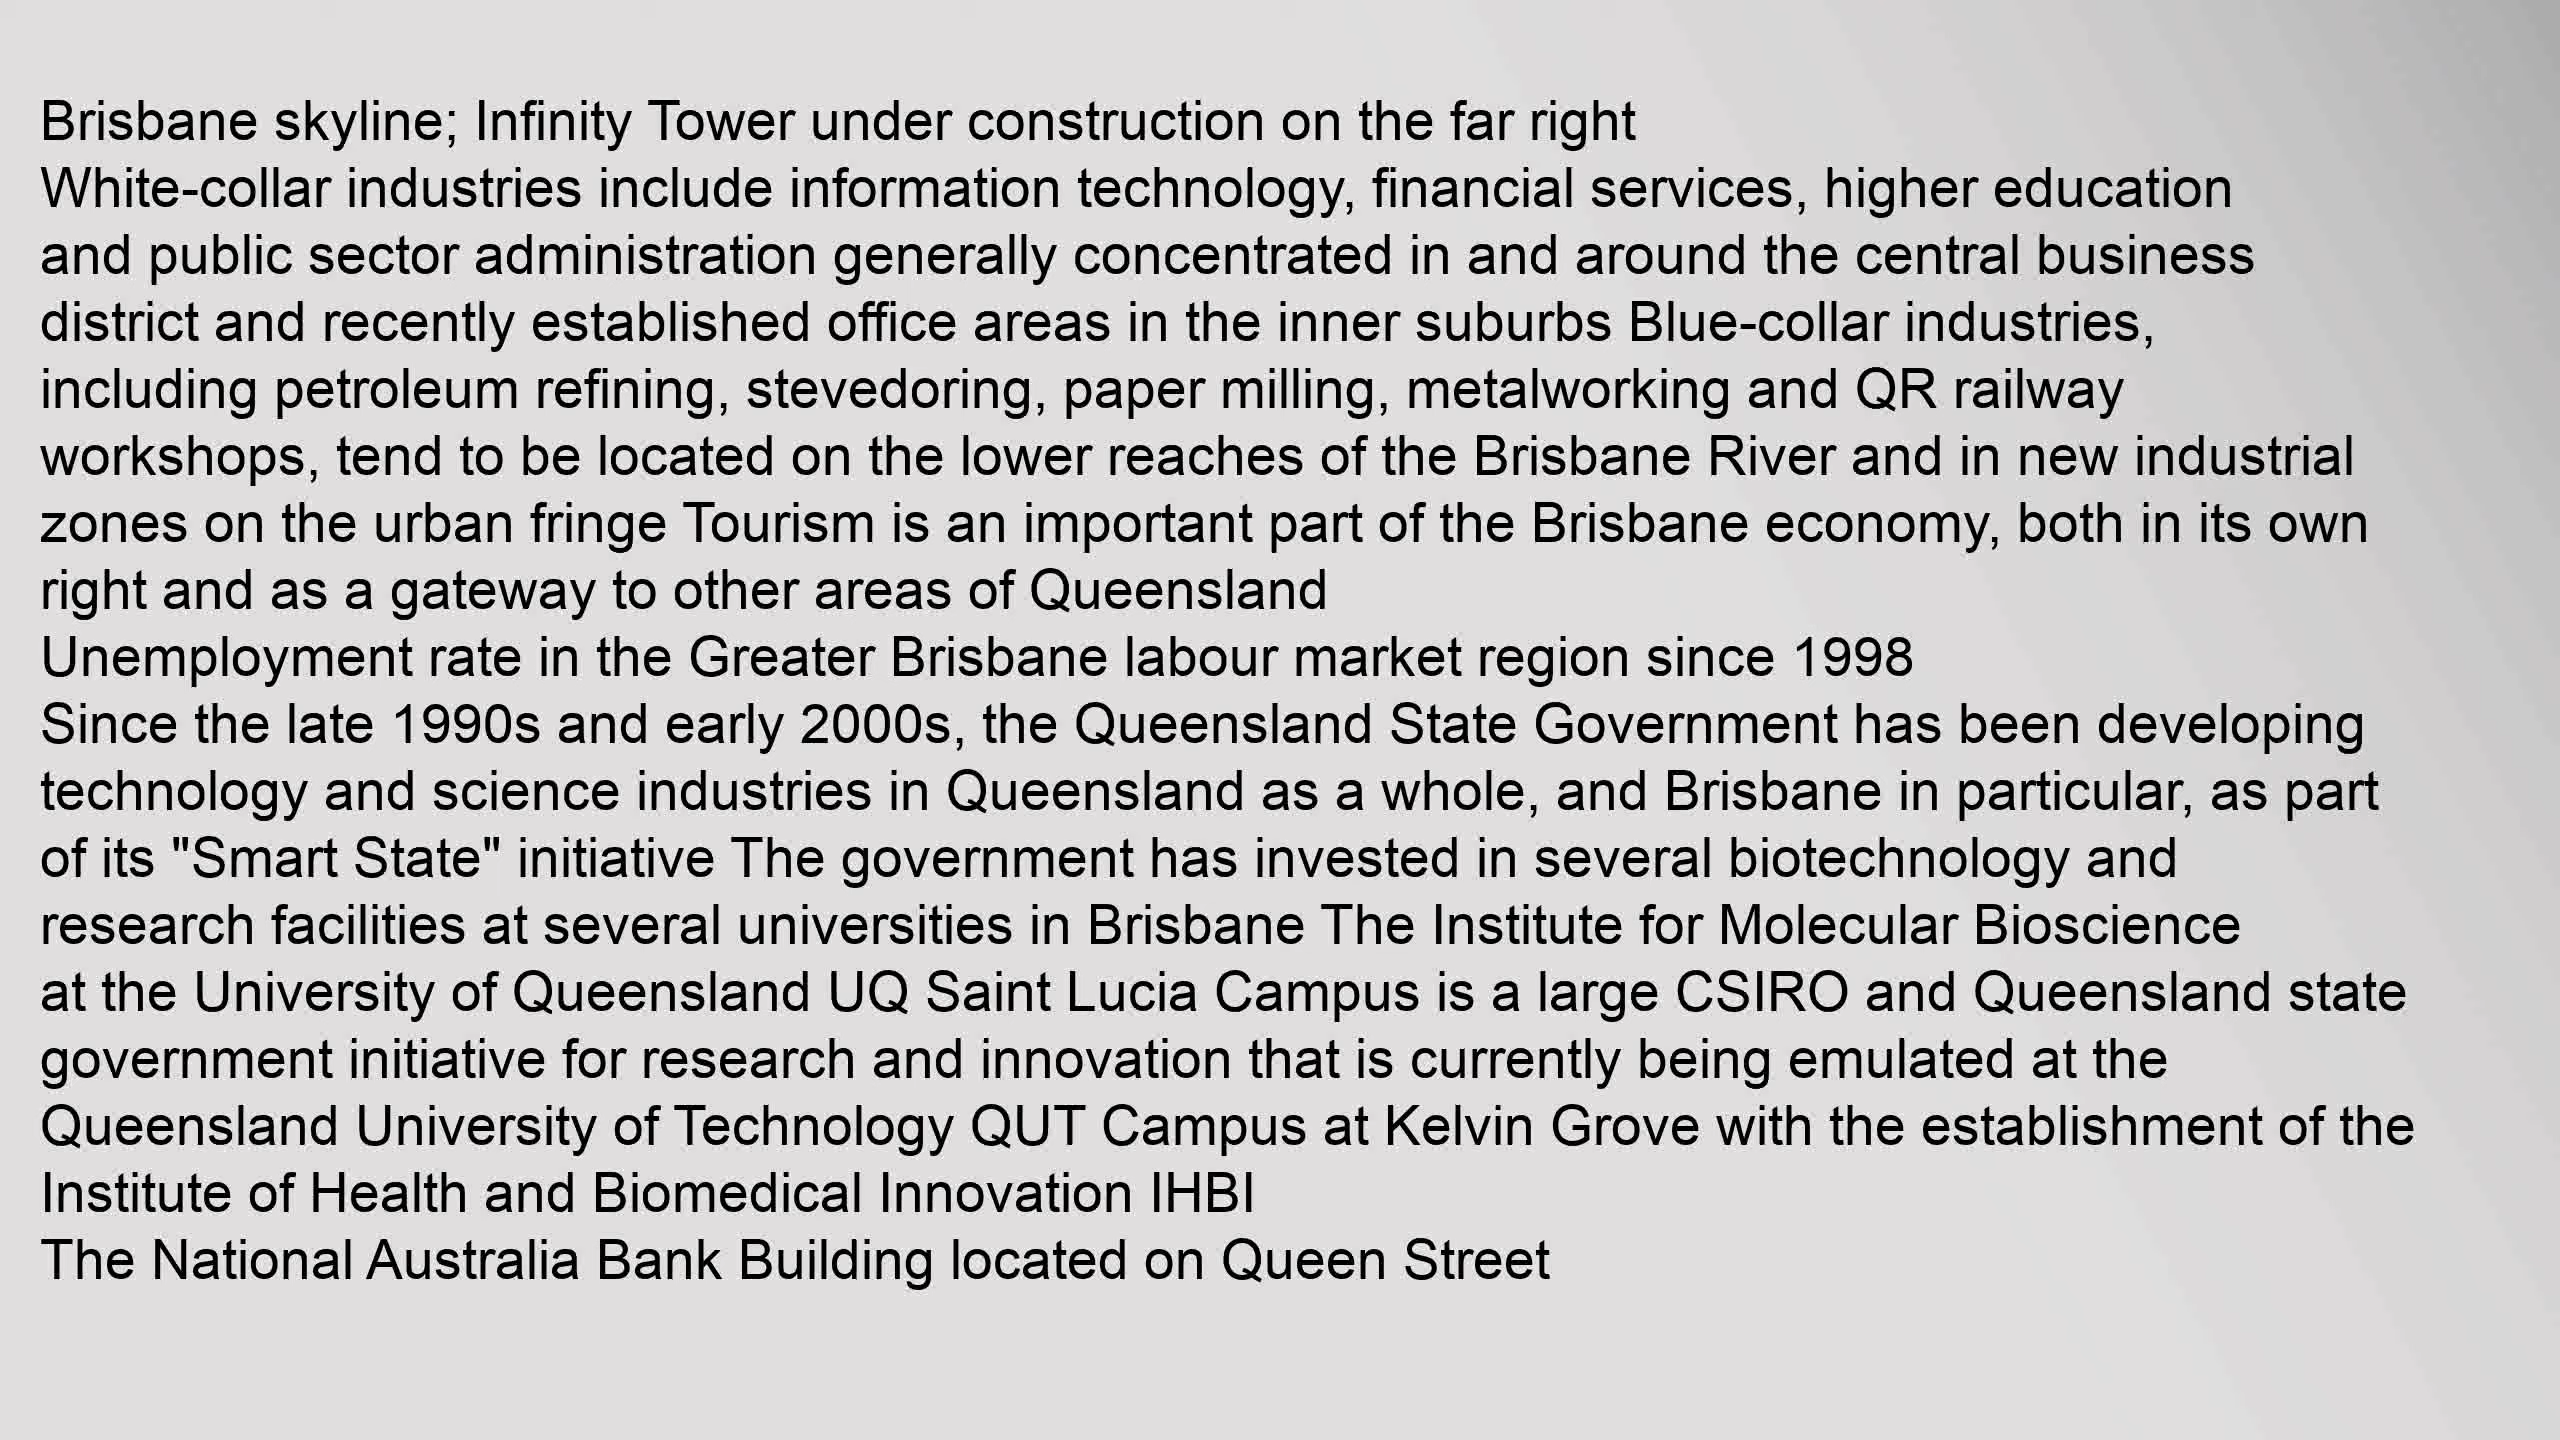 Brisbane skyline; Infinity Tower under construction on the far right
White-collar industries include information technology, financial services, higher education
and public sector administration generally concentrated in and around the central business
district and recently established office areas in the inner suburbs Blue-collar industries,
including petroleum refining, stevedoring, paper milling, metalworking and QR railway
workshops, tend to be located on the lower reaches of the Brisbane River and in new industrial
zones on the urban fringe Tourism is an important part of the Brisbane economy, both in its own
right and as a gateway to other areas of Queensland
Unemployment rate in the Greater Brisbane labour market region since 1998
Since the late 1990s and early 2000s, the Queensland State Government has been developing
technology and science industries in Queensland as a whole, and Brisbane in particular, as part
of its "Smart State" initiative The government has invested in several biotechnology and
research facilities at several universities in Brisbane The Institute for Molecular Bioscience
at the University of Queensland UQ Saint Lucia Campus is a large CSIRO and Queensland state
government initiative for research and innovation that is currently being emulated at the
Queensland University of Technology QUT Campus at Kelvin Grove with the establishment of the
Institute of Health and Biomedical Innovation IHBI
The National Australia Bank Building located on Queen Street